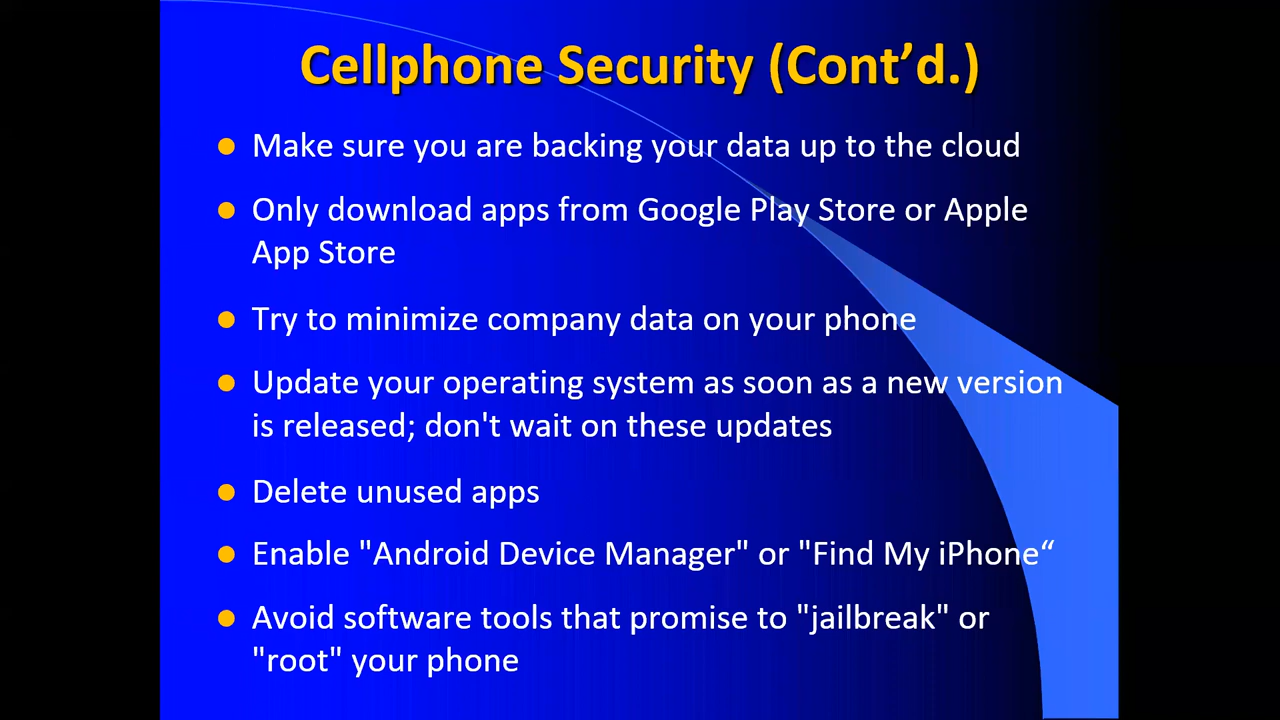 Cellphone Security (Cont’d.)
Make sure you are backing your data up to the cloud
Only download apps from Google Play Store or Apple
App Store
Try to minimize company data on your phone
Update your operating system as soon as a new version
is released; don't wait on these updates
Delete unused apps
Enable "Android Device Manager" or "Find My iPhone“
Avoid software tools that promise to "jailbreak" or
"root" your phone